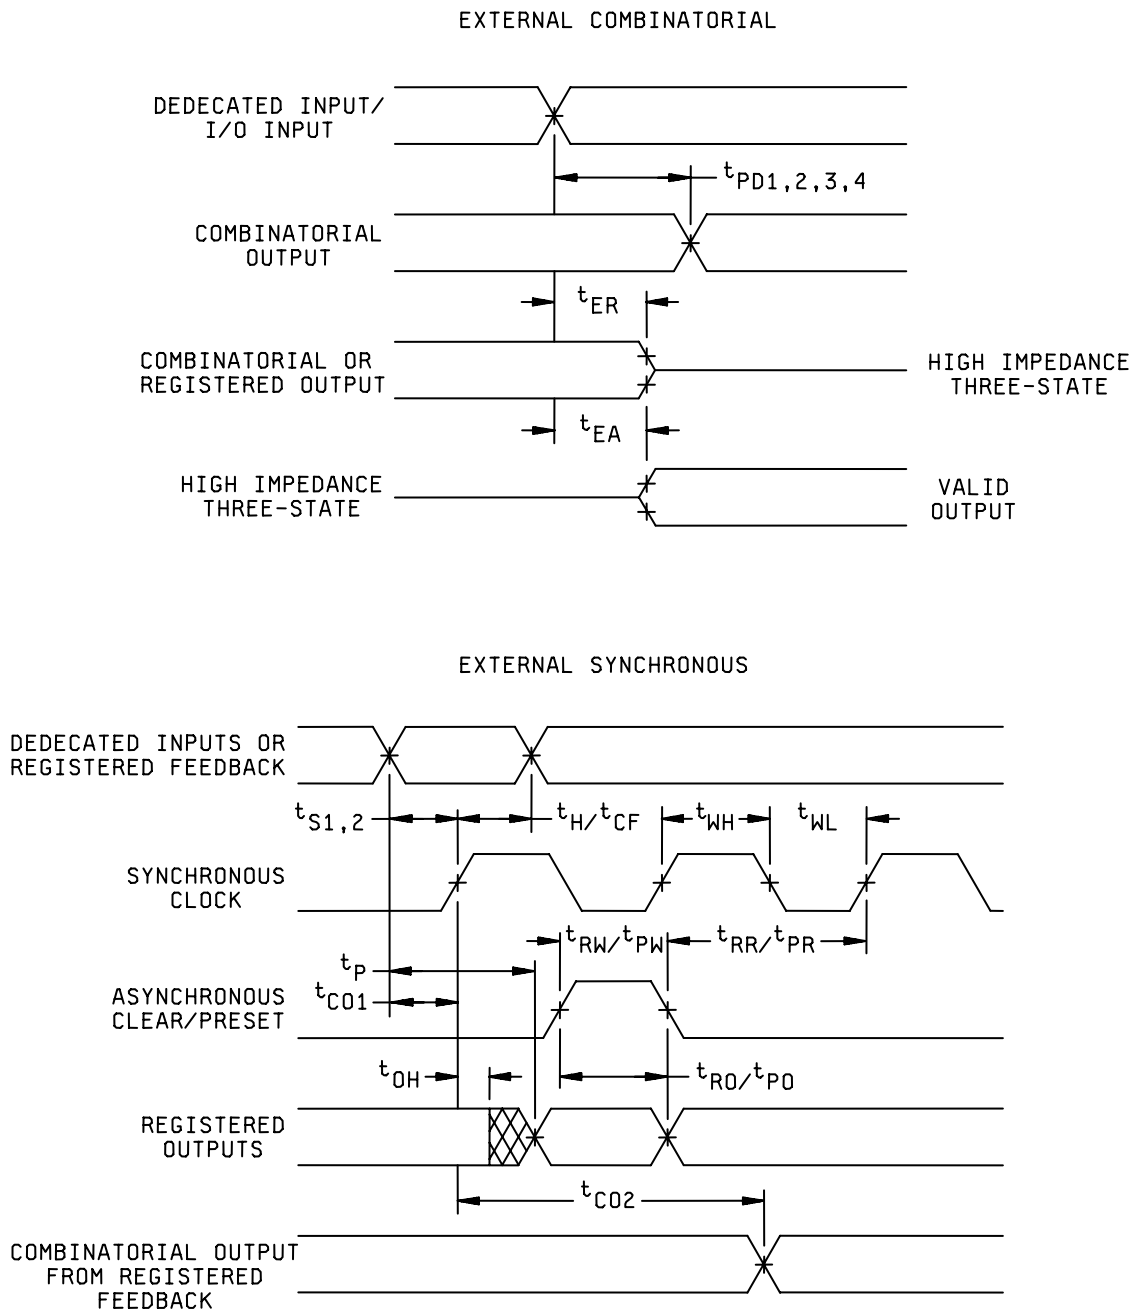 EXTERNAL COMBINATORIAL
DEDECATED INPUT/
I/O INPUT
tPD1,2,3,4
COMBINATORIAL
OUTPUT
tER
COMBINATORIAL OR
REGISTERED OUTPUT
HIGH IMPEDANCE
THREE-STATE
tEA
HIGH IMPEDANCE
THREE-STATE
VALID
OUTPUT
EXTERNAL SYNCHRONOUS
DEDECATED INPUTS OR
REGISTERED FEEDBACK
tS1,2
tH/tCF
tWH
tWL
SYNCHRONOUS
CLOCK
tRW/tPW
tRR/tPR
tP
tCO1
ASYNCHRONOUS
CLEAR/PRESET
tOH
tRO/tPO
REGISTERED
OUTPUTS
tCO2
COMBINATORIAL OUTPUT
FROM REGISTERED
FEEDBACK